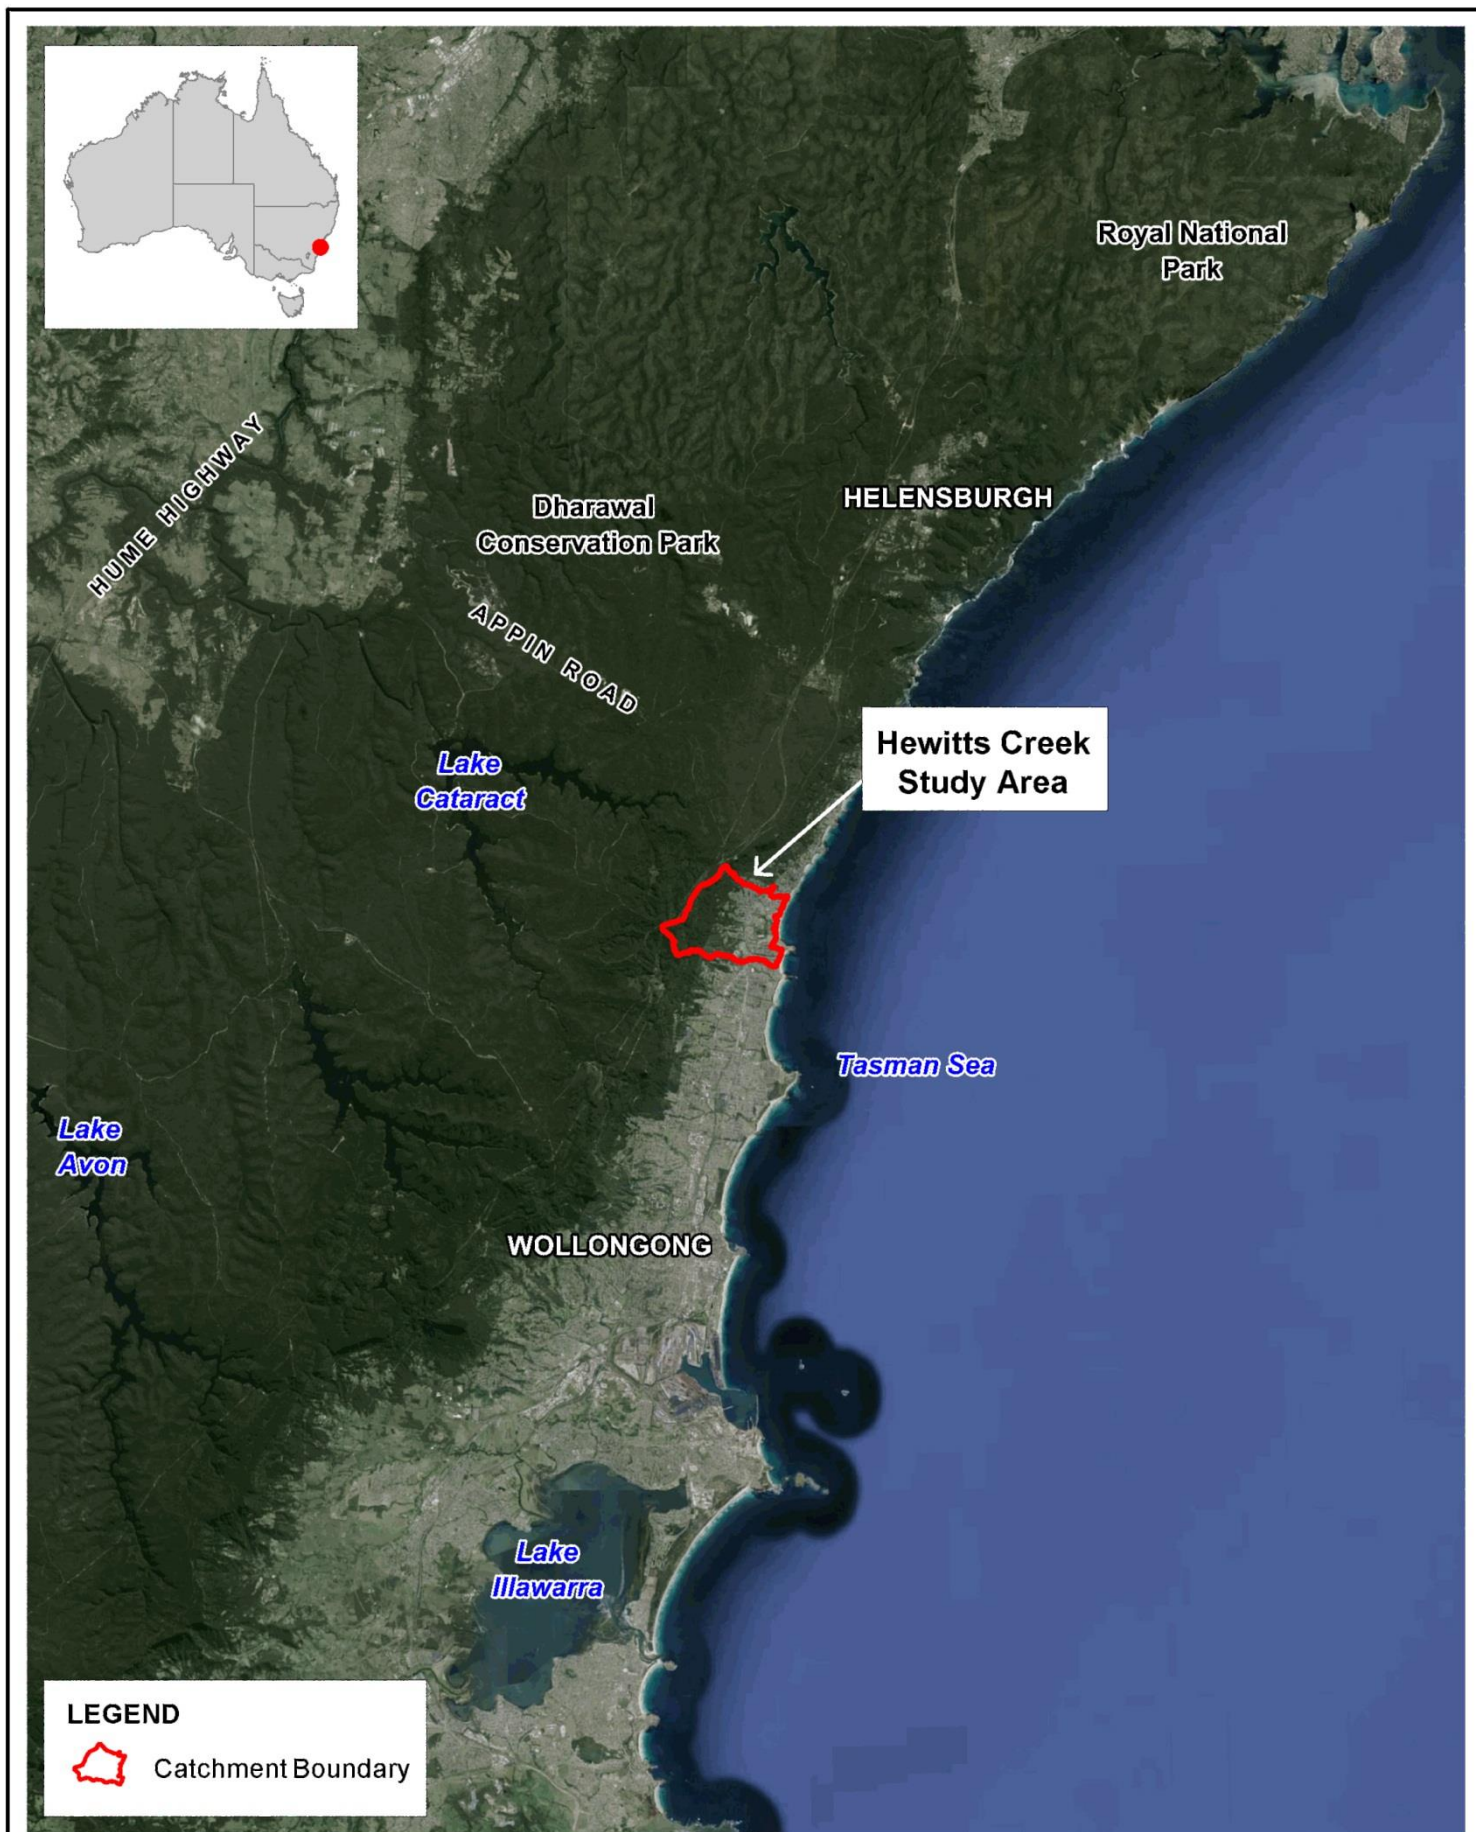 Royal National
Park
HUME HIGHWAY
HELENSBURGH
Dharawal
Conservation Park
APPIN ROAD
Hewitts Creek
Study Area
Lake
Cataract
Tasman Sea
Lake
Avon
WOLLONGONG
Lake
Illawarra
LEGEND
Catchment Boundary